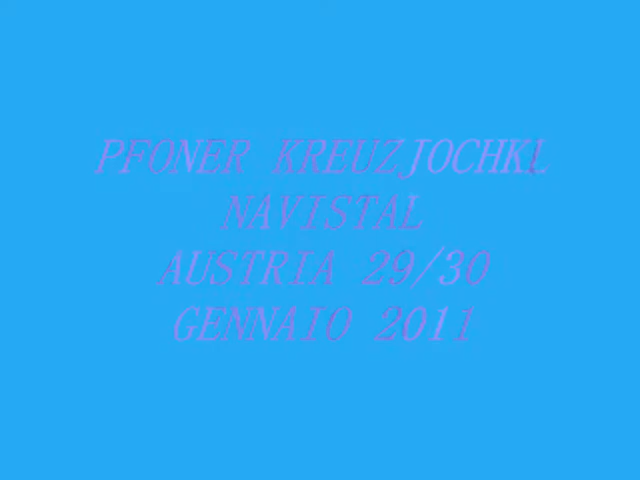 PFONER KREUZJOCHKL
NAVISTAL
AUSTRIA 29/30
GENNAIO 2011